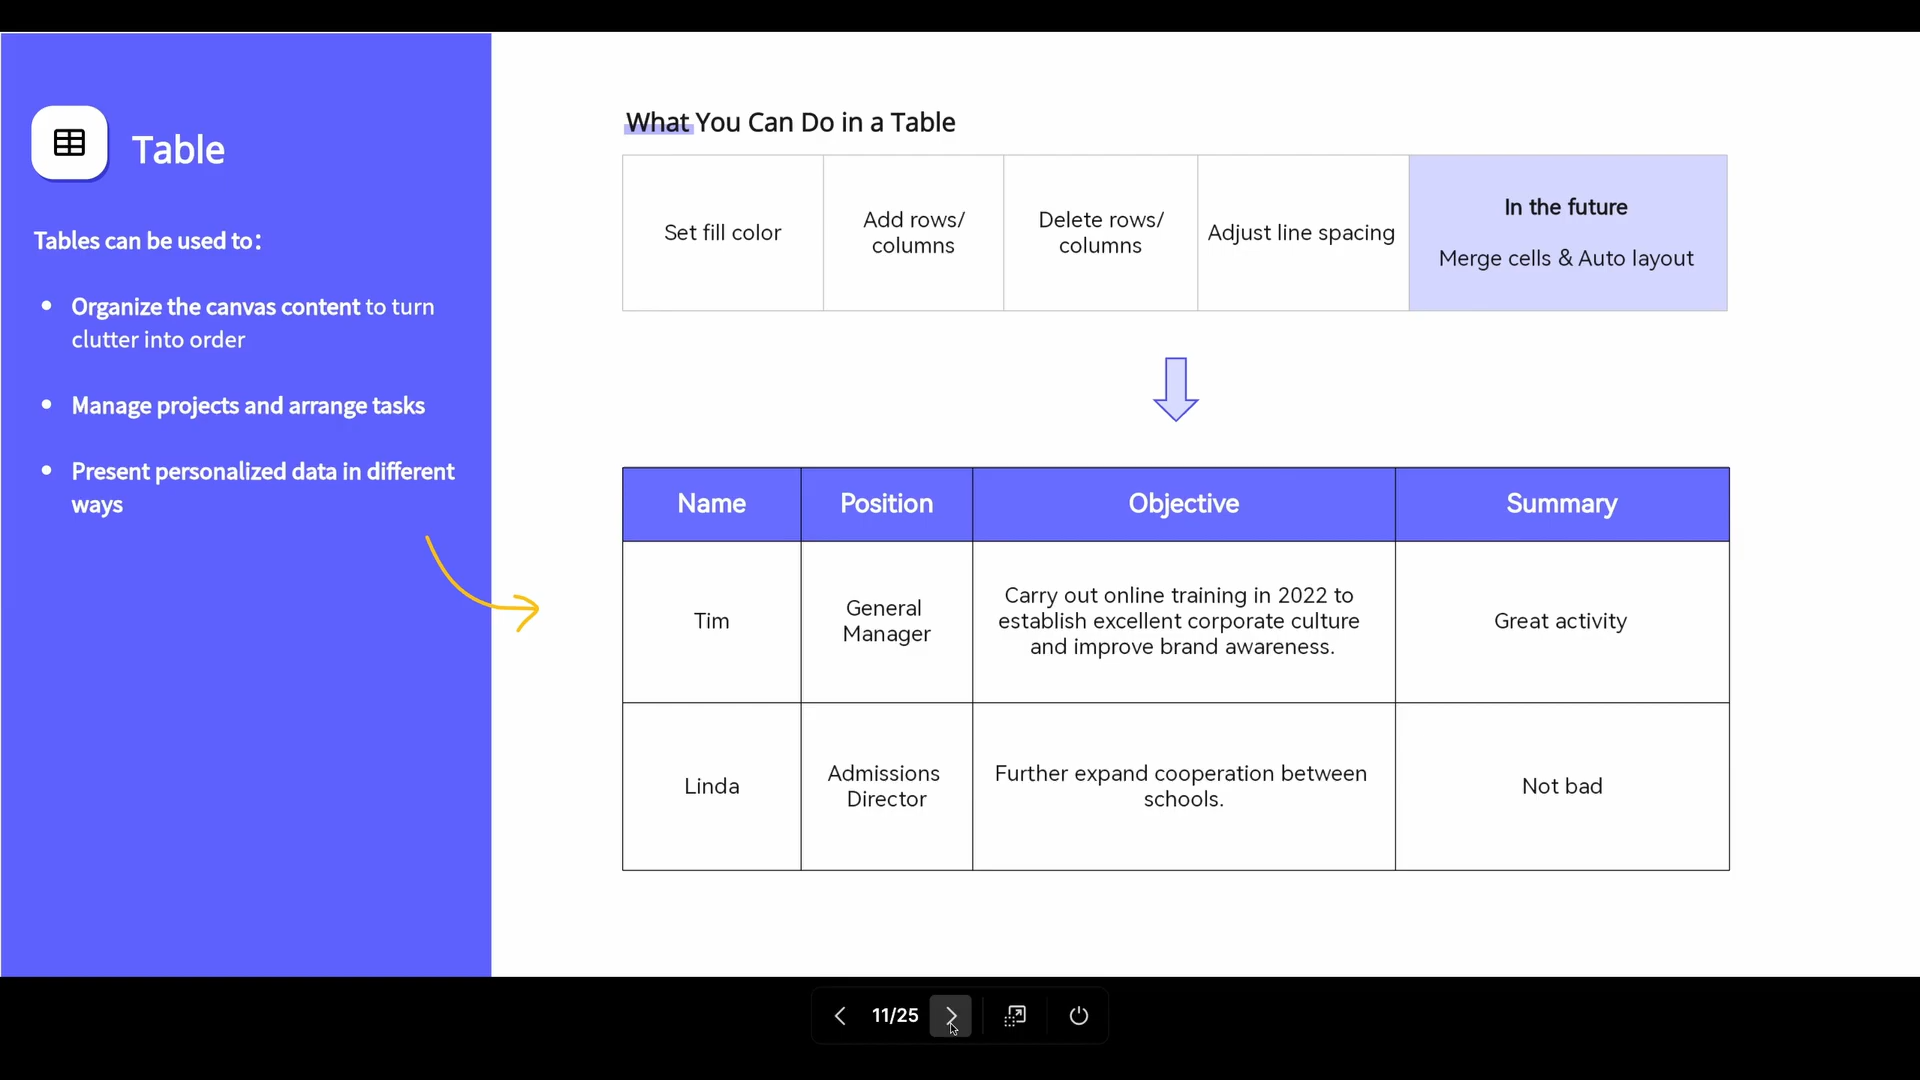 Table
Tables can be used to：
• Organize the canvas content to turn
clutter into order
• Manage projects and arrange tasks
• Present personalized data in different
ways
What You Can Do in a Table
Set fill color
Add rows/
columns
Delete rows/
columns
Adjust line spacing
In the future
Merge cells & Auto layout
Name
Position
Objective
Summary
Tim
General
Manager
Carry out online training in 2022 to
establish excellent corporate culture
and improve brand awareness.
Great activity
Linda
Admissions
Director
Further expand cooperation between
schools.
Not bad
11/25